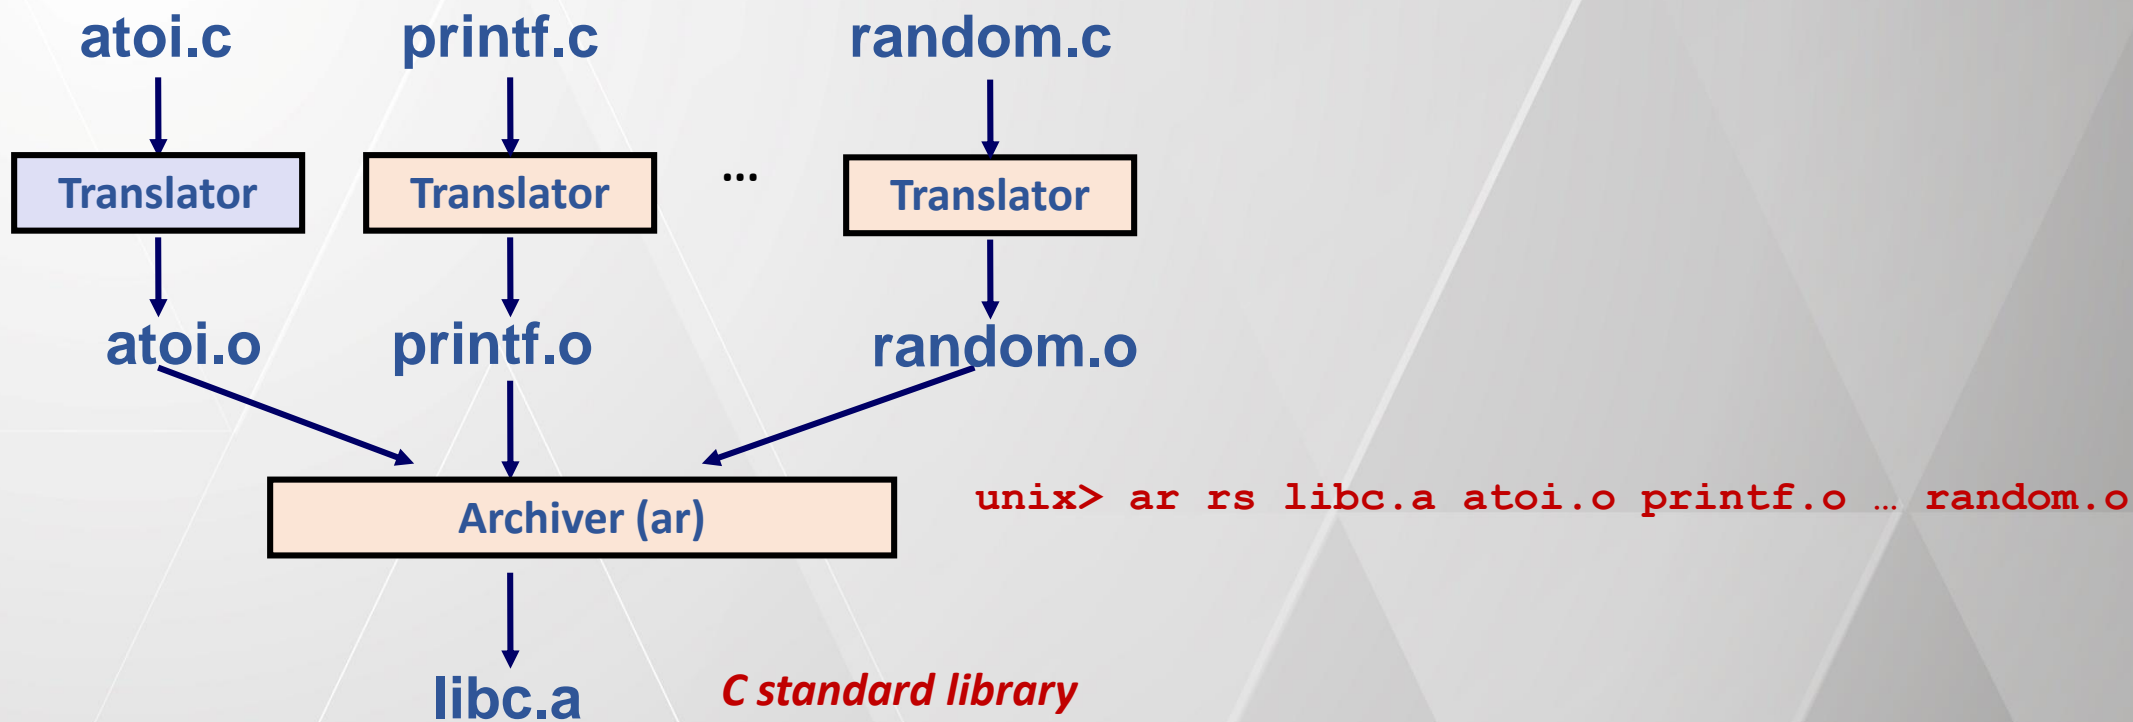 atoi.c printf.c random.c
Translator Translator ... Translator
atoi.o printf.o random.o
unix> ar rs libc.a atoi.o printf.o … random.o
Archiver (ar)
libc.a C standard library